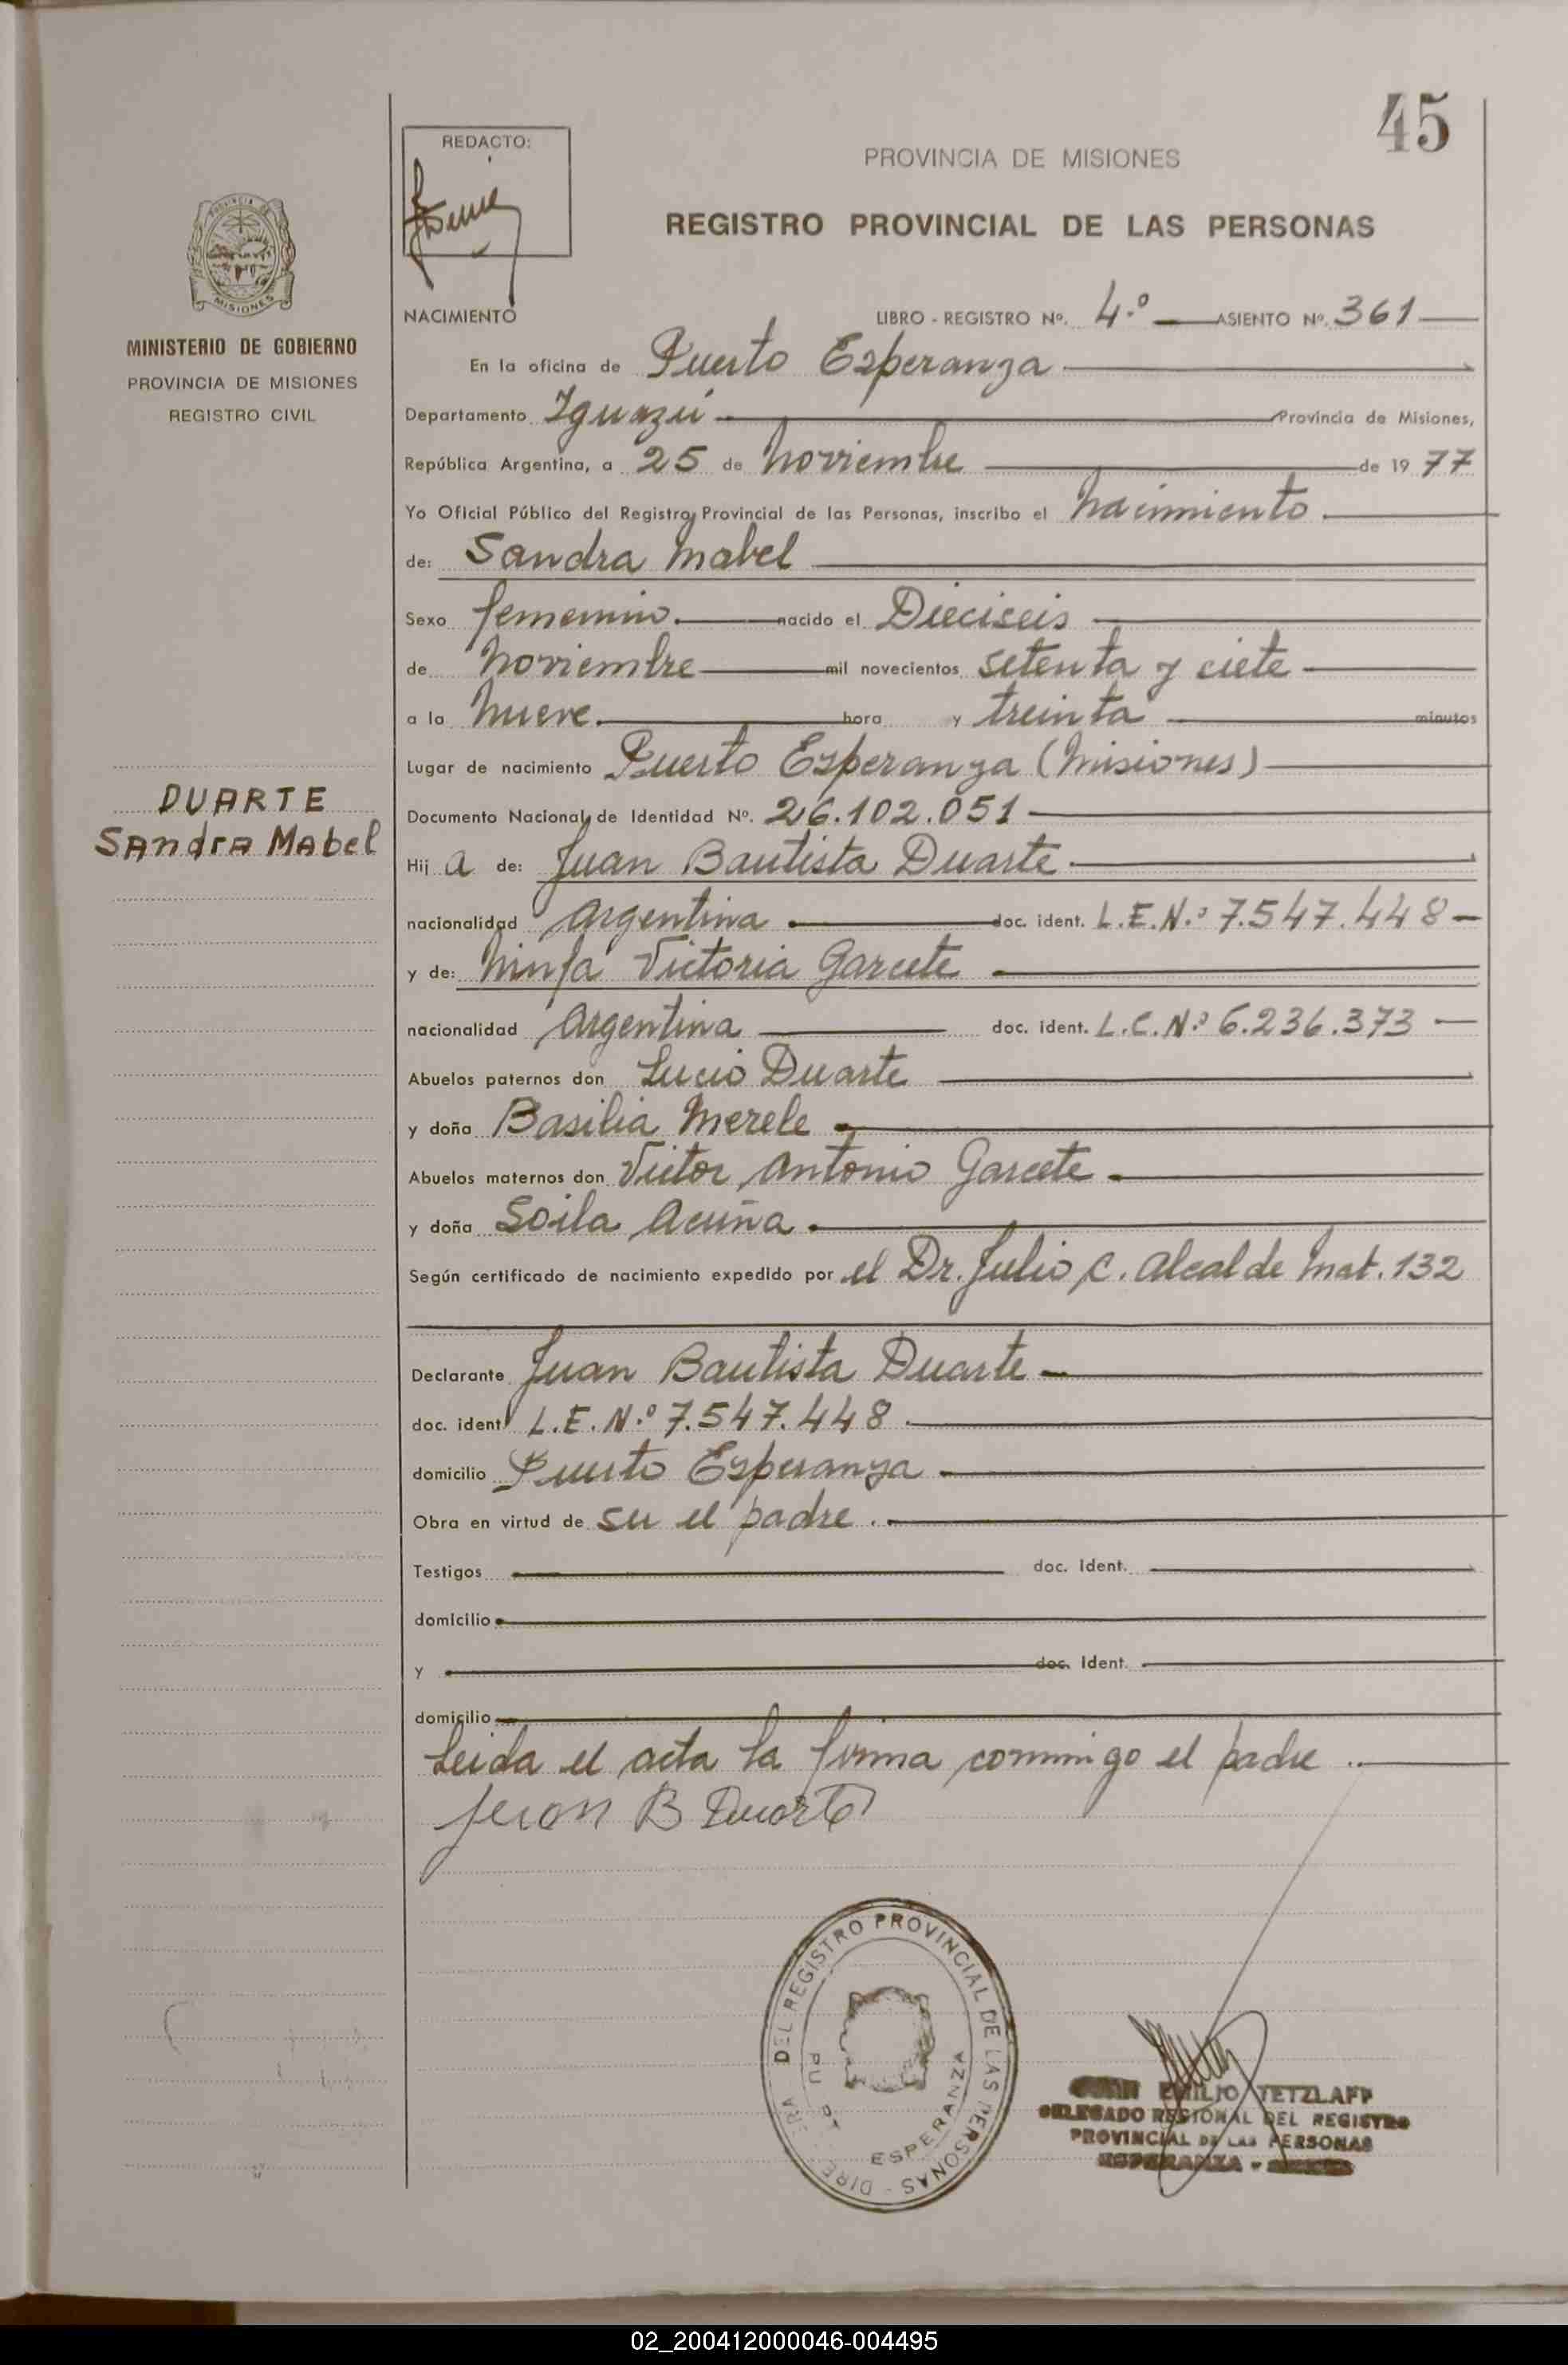 45
REDACTO:
PROVINCIA DE MISIONES
REGISTRO PROVINCIAL DE LAS PERSONAS
MISIONES
MINISTERIO DE GOBIERNO
PROVINCIA DE MISIONES
REGISTRO CIVIL
DUARTE
Sandra Mabel
NACIMIENTO LIBRO - REGISTRO Nº. 4.º ASIENTO Nº. 361
En la oficina de Puerto Esperanza
Departamento Iguazú Provincia de Misiones,
República Argentina, a 25 de Noviembre de 1977
Yo Oficial Público del Registro Provincial de las Personas, inscribo el Nacimiento
de: Sandra Mabel
Sexo femenino. nacido el Dieciseis
de Noviembre mil novecientos setenta y ciete
a la Nueve. hora y treinta minutos
Lugar de nacimiento Puerto Esperanza (Misiones)
Documento Nacional de Identidad Nº. 26.102.051
Hij a de: Juan Bautista Duarte
nacionalidad Argentina doc. ident. L.E.N.º 7.547.448
y de: Ninfa Victoria Garcete
nacionalidad Argentina doc. ident. L.C.Nº 6.236.373
Abuelos paternos don Lucio Duarte
y doña Basilia Merele
Abuelos maternos don Victor Antonio Garcete
y doña Soila Acuña
Según certificado de nacimiento expedido por el Dr. Julio C. Alcalde Mat. 132
Declarante Juan Bautista Duarte
doc. ident L.E.N.º 7.547.448
domicilio Puerto Esperanza
Obra en virtud de su el padre.
Testigos doc. Ident.
domicilio
y doc. Ident.
domicilio
Leida el acta la firma commigo el padre
Juan B Duarte
DEL REGISTRO PROVINCIAL DE LAS PERSONAS - DIRE
ESPERANZA
EMILIO TETZLAFF
DELEGADO REGIONAL DEL REGISTRO
PROVINCIAL DE LAS PERSONAS
ESPERANZA -
02_200412000046-004495